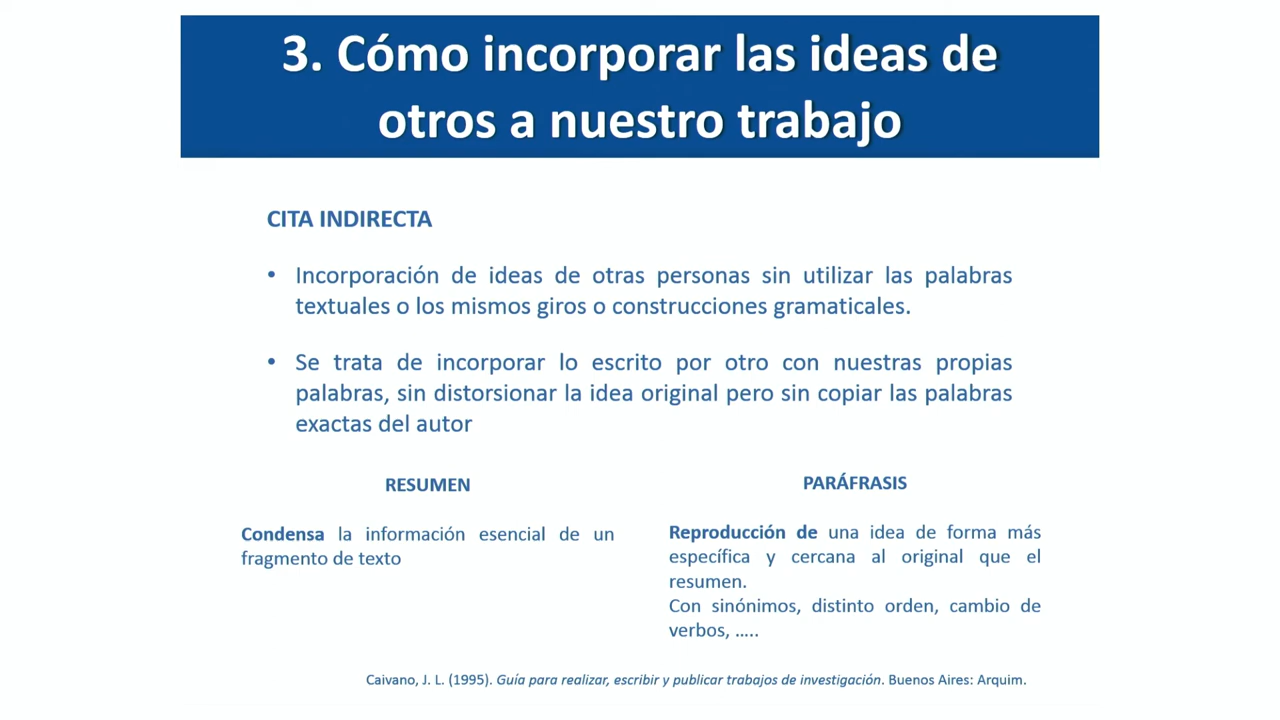 3. Cómo incorporar las ideas de
otros a nuestro trabajo
CITA INDIRECTA
• Incorporación de ideas de otras personas sin utilizar las palabras
textuales o los mismos giros o construcciones gramaticales.
• Se trata de incorporar lo escrito por otro con nuestras propias
palabras, sin distorsionar la idea original pero sin copiar las palabras
exactas del autor
RESUMEN
Condensa la información esencial de un
fragmento de texto
PARÁFRASIS
Reproducción de una idea de forma más
específica y cercana al original que el
resumen.
Con sinónimos, distinto orden, cambio de
verbos, …..
Caivano, J. L. (1995). Guía para realizar, escribir y publicar trabajos de investigación. Buenos Aires: Arquim.